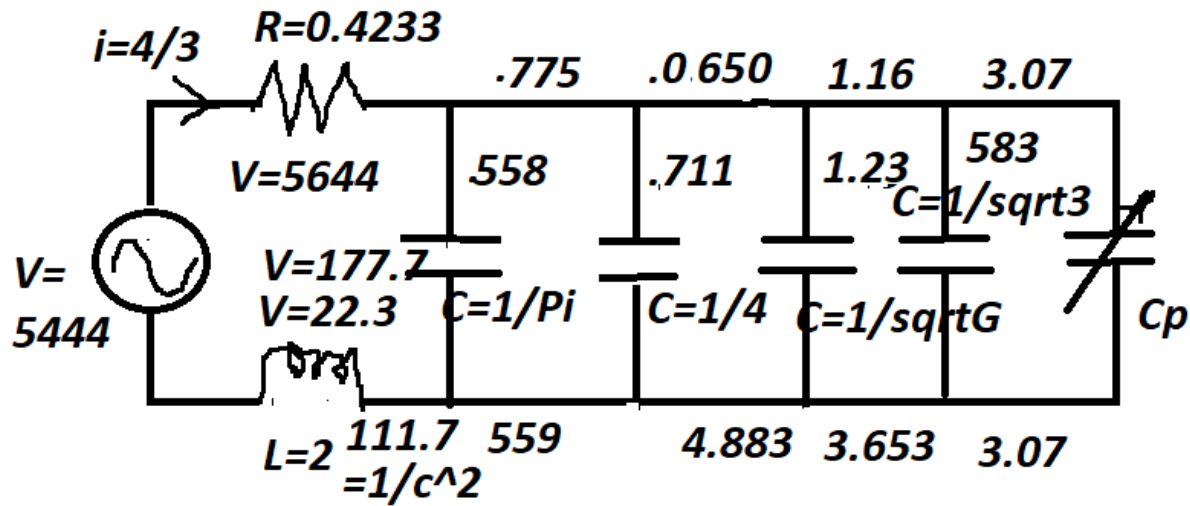 i=4/3
R=0.4233
.775
.0.650
1.16
3.07
V=5644
.558
.711
1.23
583
C=1/sqrt3
V=
5444
V=177.7
V=22.3
C=1/Pi
C=1/4
C=1/sqrtG
Cp
L=2
111.7
=1/c^2
559
4.883
3.653
3.07